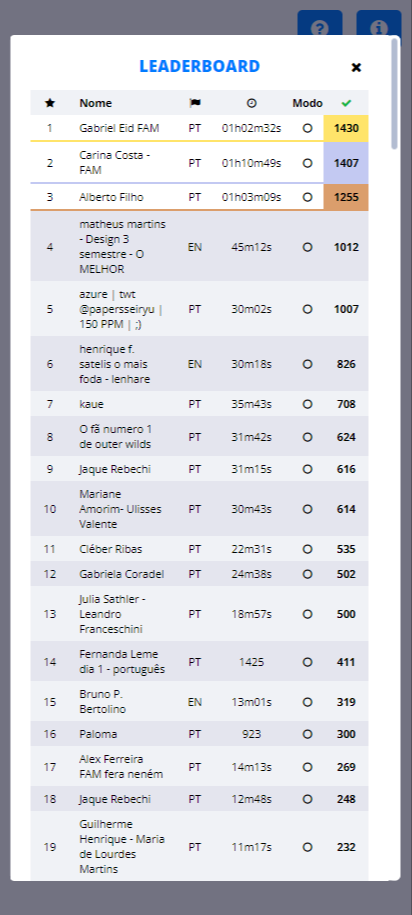 LEADERBOARD
Nome Modo
1 Gabriel Eid FAM PT 01h02m32s 1430
2 Carina Costa - PT 01h10m49s 1407
FAM
3 Alberto Filho PT 01h03m09s 1255
matheus martins
- Design 3
4 semestre - O EN 45m12s 1012
MELHOR
azure | twt
5 @papersseiryu | PT 30m02s 1007
150 PPM | ;)
henrique f.
6 satelis o mais EN 30m18s 826
foda - lenhare
7 kaue PT 35m43s 708
8 O fã numero 1 PT 31m42s 624
de outer wilds
9 Jaque Rebechi PT 31m15s 616
Mariane
10 Amorim- Ulisses PT 30m43s 614
Valente
11 Cléber Ribas PT 22m31s 535
12 Gabriela Coradel PT 24m38s 502
Julia Sathler -
13 Leandro PT 18m57s 500
Franceschini
14 Fernanda Leme PT 1425 411
dia 1 - português
15 Bruno P. EN 13m01s 319
Bertolino
16 Paloma PT 923 300
17 Alex Ferreira PT 14m13s 269
FAM fera neném
18 Jaque Rebechi PT 12m48s 248
Guilherme
Henrique - Maria
19 de Lourdes PT 11m17s 232
Martins